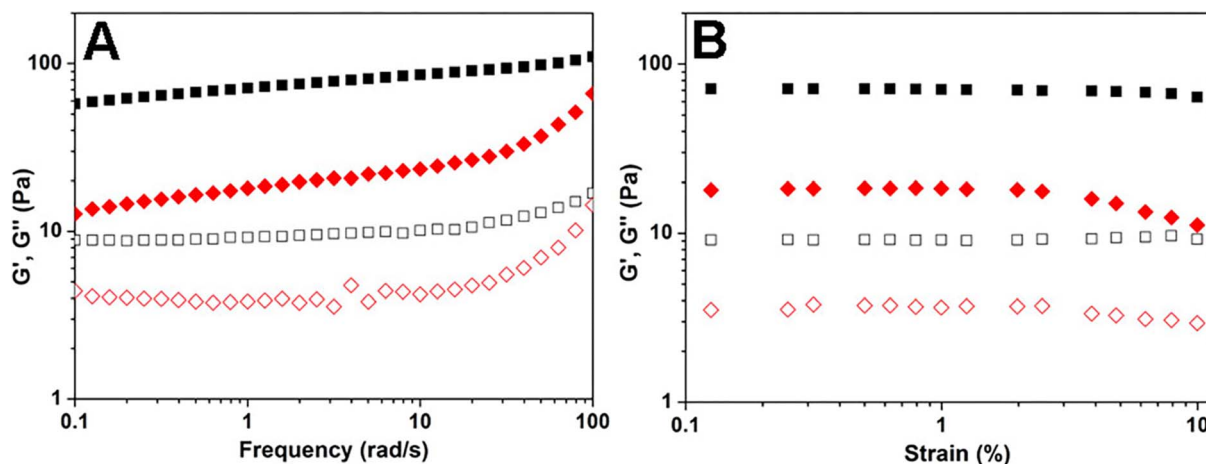 A
B
G', G" (Pa)
100
10
1
0.1 1 10 100
Frequency (rad/s)
G', G" (Pa)
100
10
1
0.1 1 10
Strain (%)